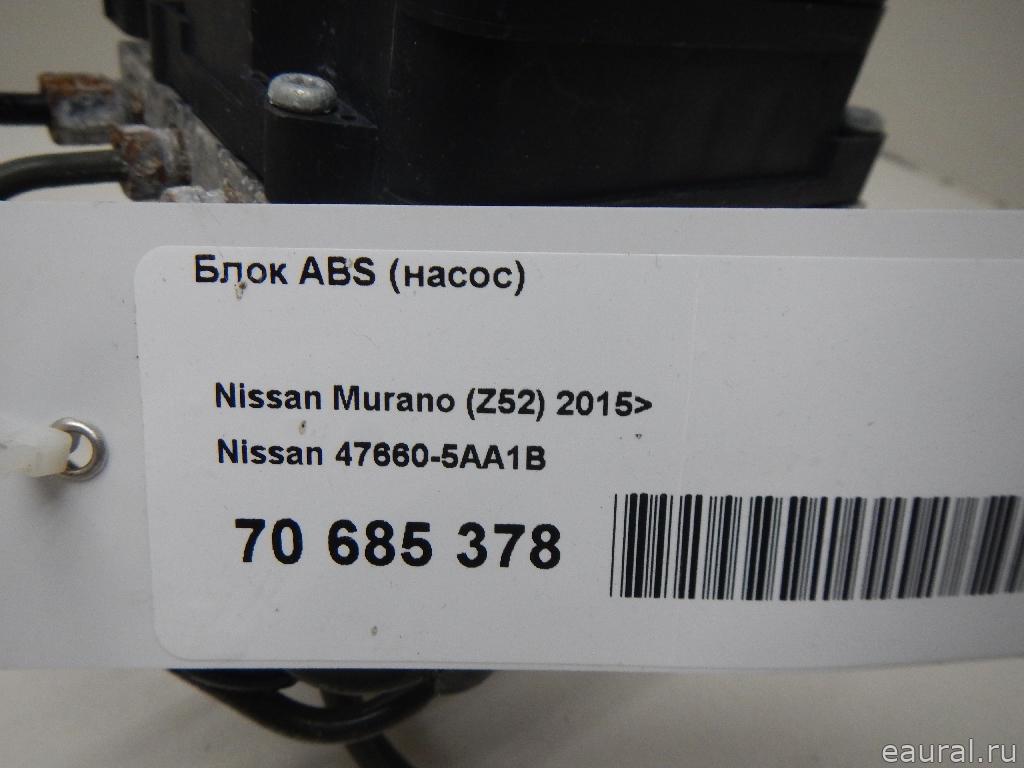 Блок ABS (насос)
Nissan Murano (Z52) 2015>
Nissan 47660-5AA1B
70 685 378
eaural.ru